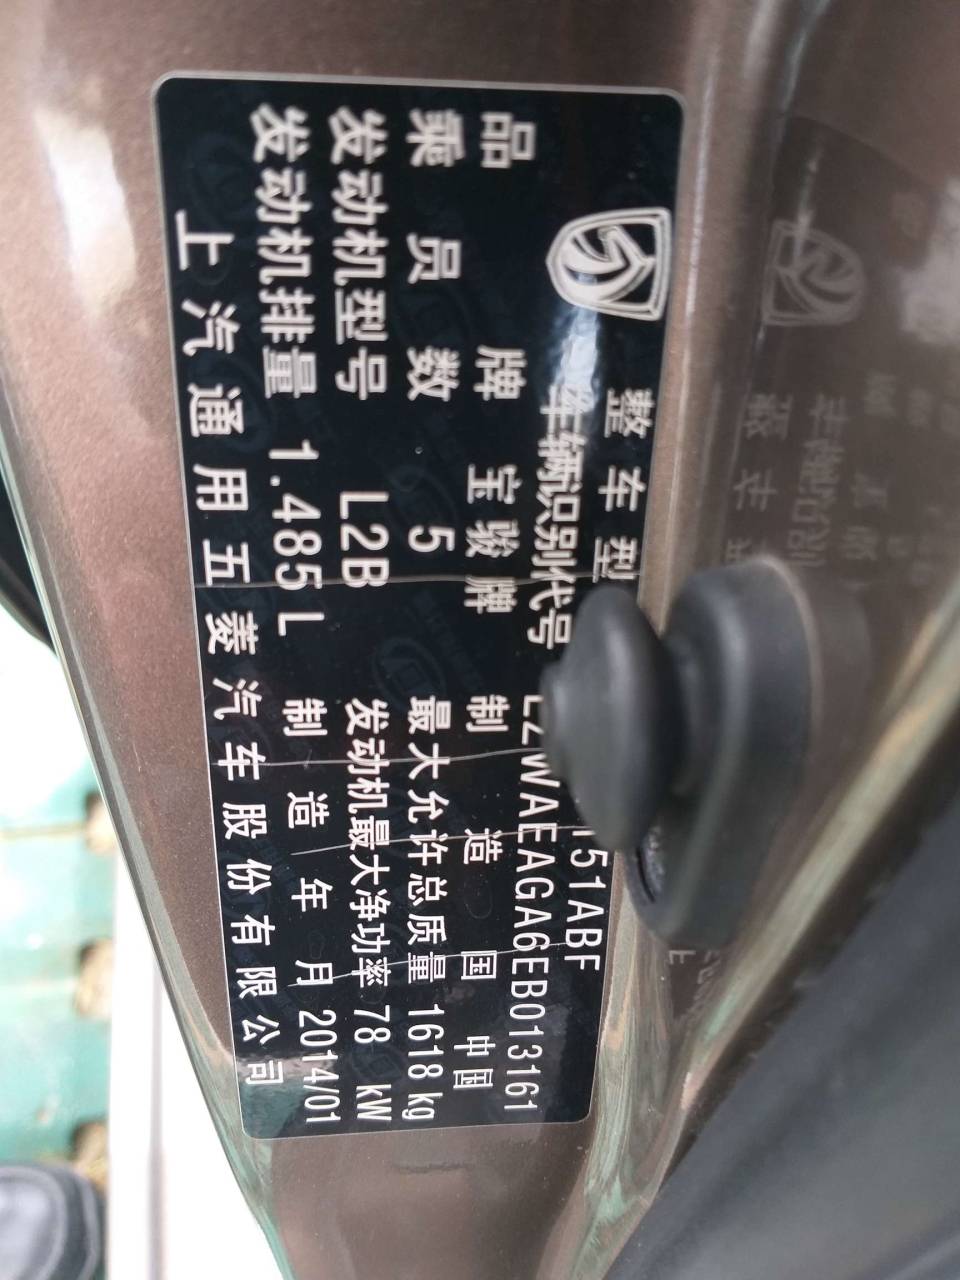 整车型 151ABF
车辆识别代号 LZWAEAGA6EB013161
品牌 宝骏牌 制造国 中国
乘员数 5 最大允许总质量 1618 kg
发动机型号 L2B 发动机最大净功率 78 kW
发动机排量 1.485 L 制造年月 2014/01
上汽通用五菱汽车股份有限公司